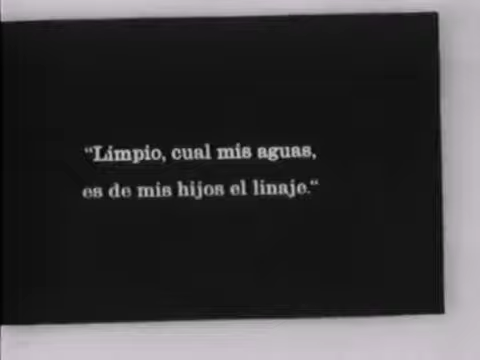 “Limpio, cual mis aguas,
es de mis hijos el linaje.“